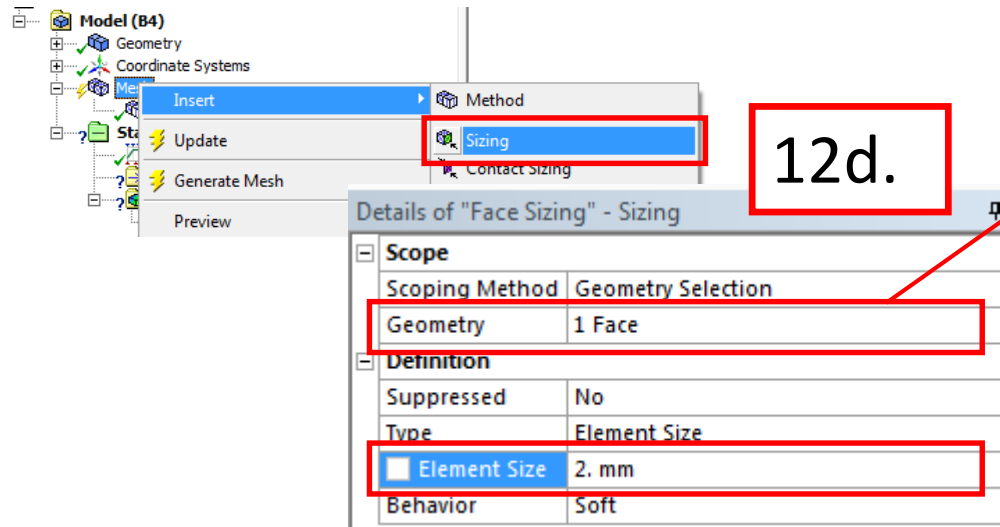 Model (B4)
Geometry
Coordinate Systems
Insert
Method
Update
Sizing
Generate Mesh
Contact Sizing
Preview
12d.
Details of "Face Sizing" - Sizing
Scope
Scoping Method Geometry Selection
Geometry 1 Face
Definition
Suppressed No
Type Element Size
Element Size 2. mm
Behavior Soft